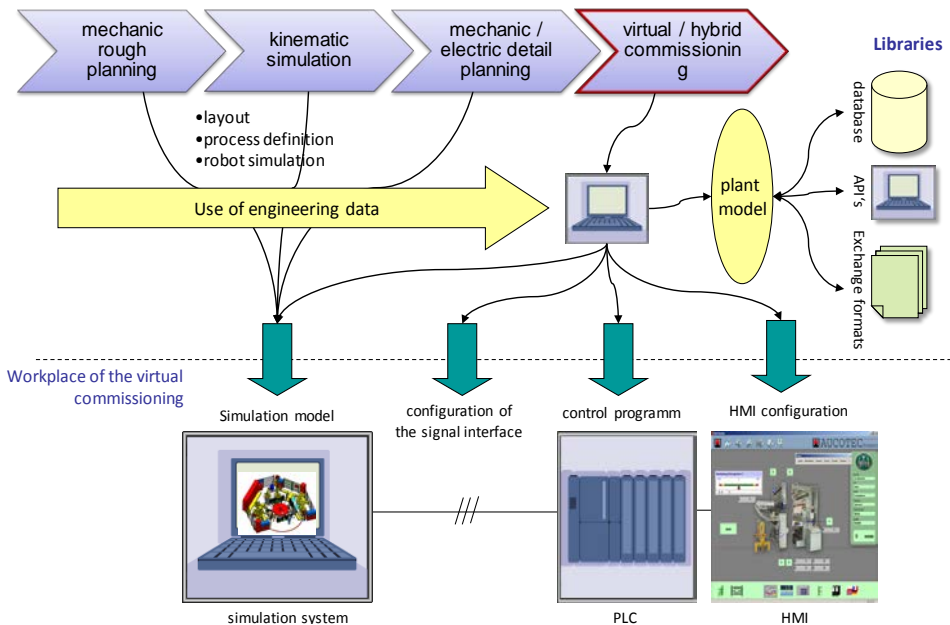 mechanic
rough
planning
kinematic
simulation
mechanic /
electric detail
planning
virtual / hybrid
commissionin
g
Libraries
database
•layout
•process definition
•robot simulation
Use of engineering data
plant
model
API's
Exchange formats
Workplace of the virtual
commissioning
Simulation model
configuration of
the signal interface
control programm
HMI configuration
AUCOTEC
simulation system
PLC
HMI